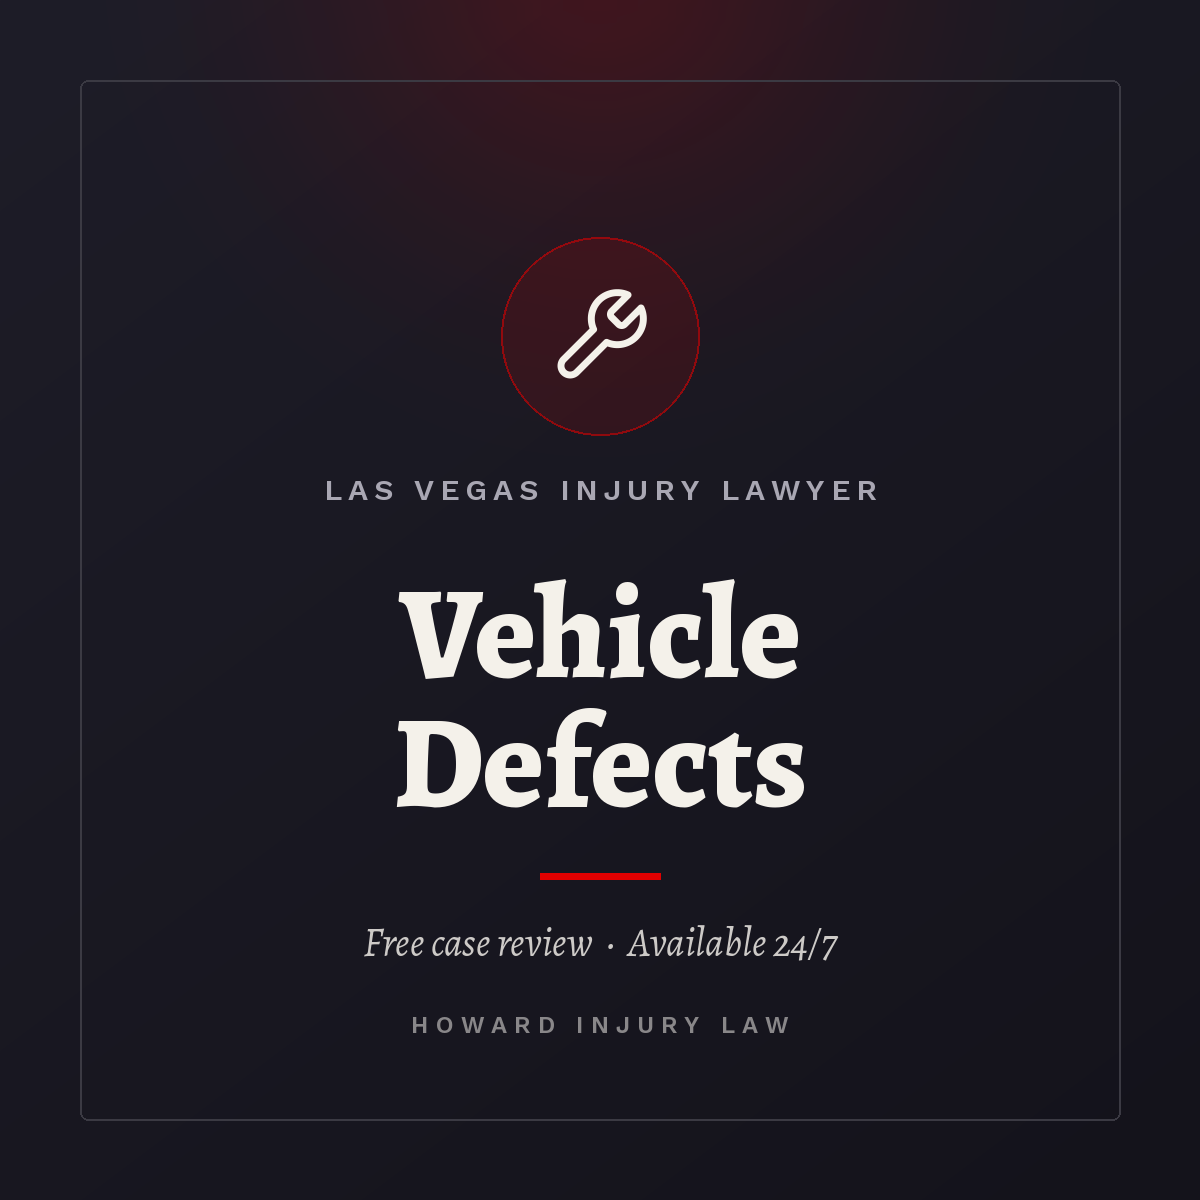 LAS VEGAS INJURY LAWYER
Vehicle
Defects
Free case review · Available 24/7
HOWARD INJURY LAW